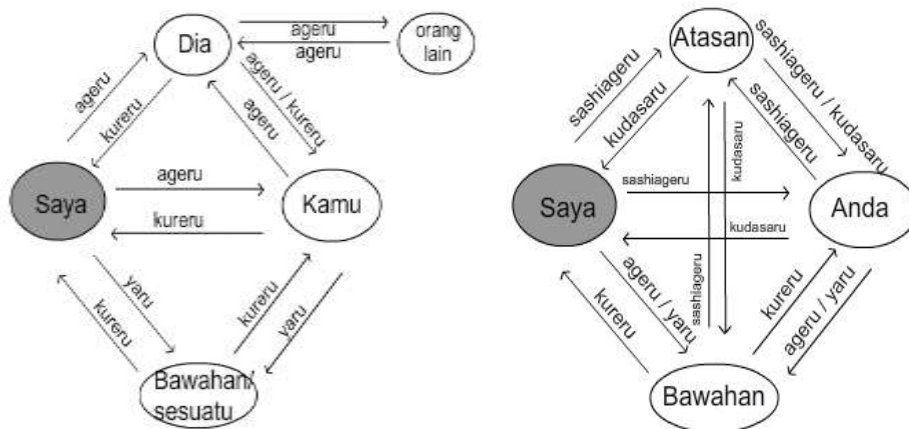 Dia
ageru
ageru
orang
lain
ageru
kureru
ageru / kureru
ageru
Saya
ageru
kureru
Kamu
yaru
kureru
kureru
yaru
Bawahan/
sesuatu
Atasan
sashiageru
kudasaru
sashiageru / kudasaru
sashiageru
kudasaru
Saya
sashiageru
kudasaru
Anda
ageru / yaru
kureru
sashiageru
kureru
ageru / yaru
Bawahan